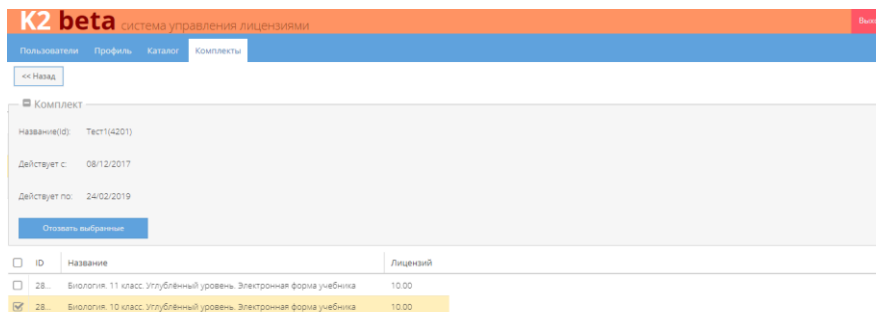 K2 beta система управления лицензиями
Пользователи Профиль Каталог Комплекты
<< Назад
Комплект
Название(Id): Тест1(4201)
Действует с: 08/12/2017
Действует по: 24/02/2019
Отозвать выбранные
ID Название Лицензий
28... Биология. 11 класс. Углублённый уровень. Электронная форма учебника 10.00
28... Биология. 10 класс. Углублённый уровень. Электронная форма учебника 10.00